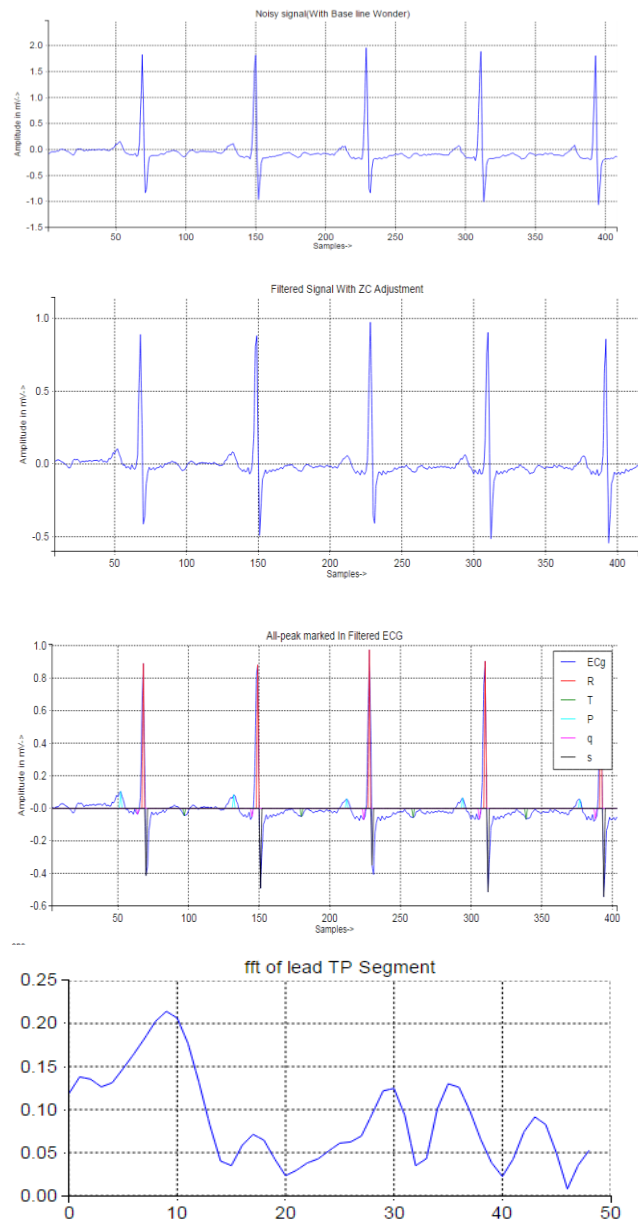 Noisy signal(With Base line Wonder)
Amplitude in mV->
2.0
1.5
1.0
0.5
0.0
-0.5
-1.0
-1.5
50 100 150 200 250 300 350 400
Samples->
Filtered Signal With ZC Adjustment
Amplitude in mV->
1.0
0.5
0.0
-0.5
50 100 150 200 250 300 350 400
Samples->
All-peak marked In Filtered ECG
Amplitude in mV->
1.0
0.8
0.6
0.4
0.2
-0.0
-0.2
-0.4
-0.6
ECg
R
T
P
q
s
50 100 150 200 250 300 350 400
Samples->
fft of lead TP Segment
0.25
0.20
0.15
0.10
0.05
0.00
0 10 20 30 40 50